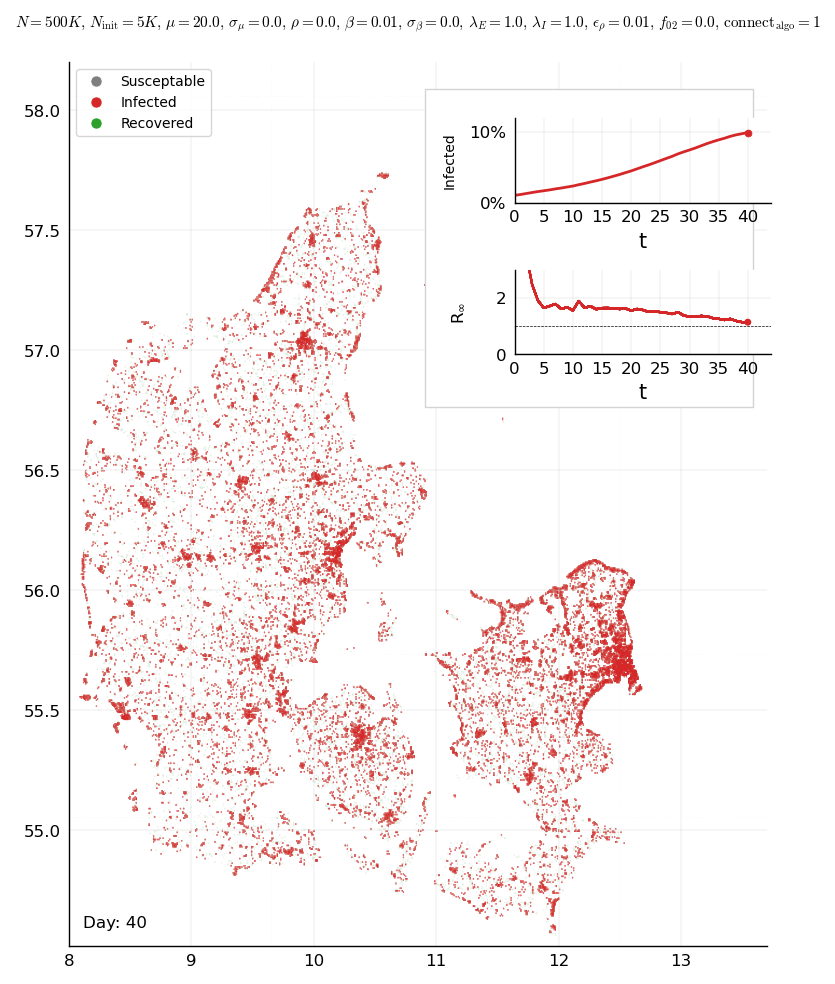 N = 500K, N_init = 5K, μ = 20.0, σ_μ = 0.0, ρ = 0.0, β = 0.01, σ_β = 0.0, λ_E = 1.0, λ_I = 1.0, ϵ_ρ = 0.01, f_02 = 0.0, connect_algo = 1
Susceptable
Infected
Recovered
58.0
57.5
57.0
56.5
56.0
55.5
55.0
8 9 10 11 12 13
Day: 40
Infected
10%
0%
0 5 10 15 20 25 30 35 40
t
R∞
2
0
0 5 10 15 20 25 30 35 40
t